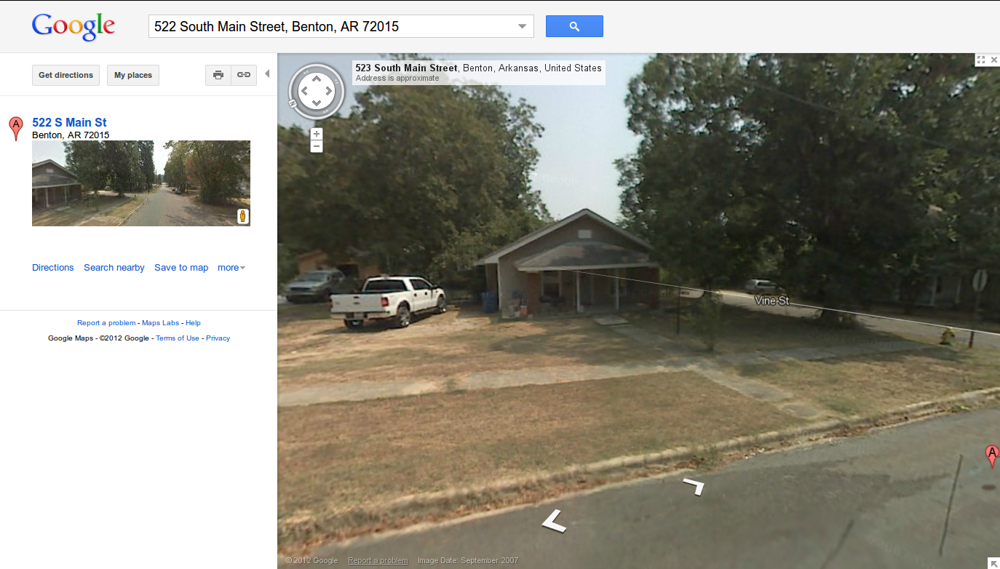 Google
522 South Main Street, Benton, AR 72015
Get directions
My places
523 South Main Street, Benton, Arkansas, United States
Address is approximate
N
A
522 S Main St
Benton, AR 72015
Directions Search nearby Save to map more
Report a problem - Maps Labs - Help
Google Maps - ©2012 Google - Terms of Use - Privacy
Google
Vine St
A
© 2012 Google Report a problem Image Date: September 2007